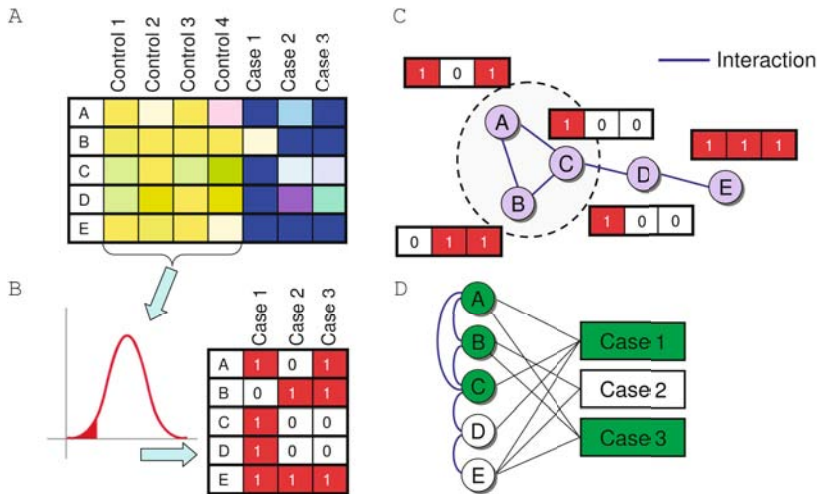 A
Control 1
Control 2
Control 3
Control 4
Case 1
Case 2
Case 3
A
B
C
D
E
B
Case 1
Case 2
Case 3
A 1 0 1
B 0 1 1
C 1 0 0
D 1 0 0
E 1 1 1
C
Interaction
1 0 1
1 0 0
1 1 1
A
C
D
E
B
0 1 1
1 0 0
D
A
B
C
D
E
Case 1
Case 2
Case 3